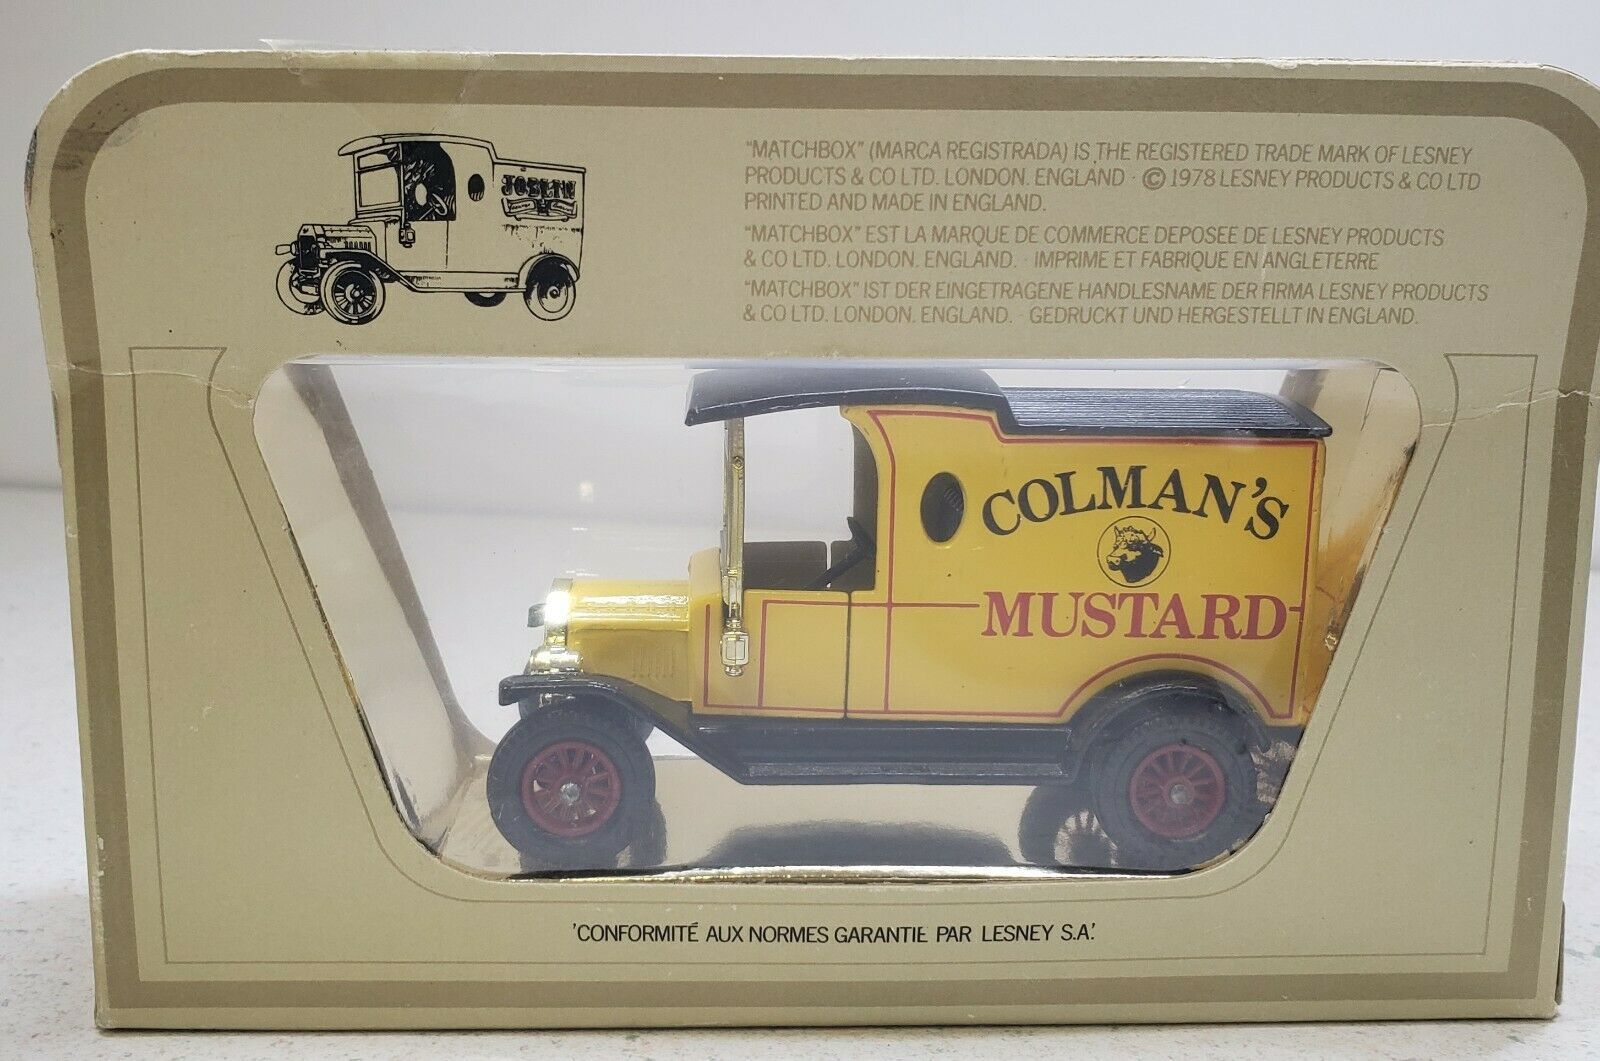 JOSEPH
"MATCHBOX" (MARCA REGISTRADA) IS THE REGISTERED TRADE MARK OF LESNEY
PRODUCTS & CO LTD. LONDON. ENGLAND · © 1978 LESNEY PRODUCTS & CO LTD
PRINTED AND MADE IN ENGLAND.
"MATCHBOX" EST LA MARQUE DE COMMERCE DEPOSEE DE LESNEY PRODUCTS
& CO LTD. LONDON. ENGLAND. · IMPRIME ET FABRIQUE EN ANGLETERRE
"MATCHBOX" IST DER EINGETRAGENE HANDLESNAME DER FIRMA LESNEY PRODUCTS
& CO LTD. LONDON. ENGLAND. · GEDRUCKT UND HERGESTELLT IN ENGLAND.
COLMAN'S
MUSTARD
'CONFORMITÉ AUX NORMES GARANTIE PAR LESNEY S.A.'